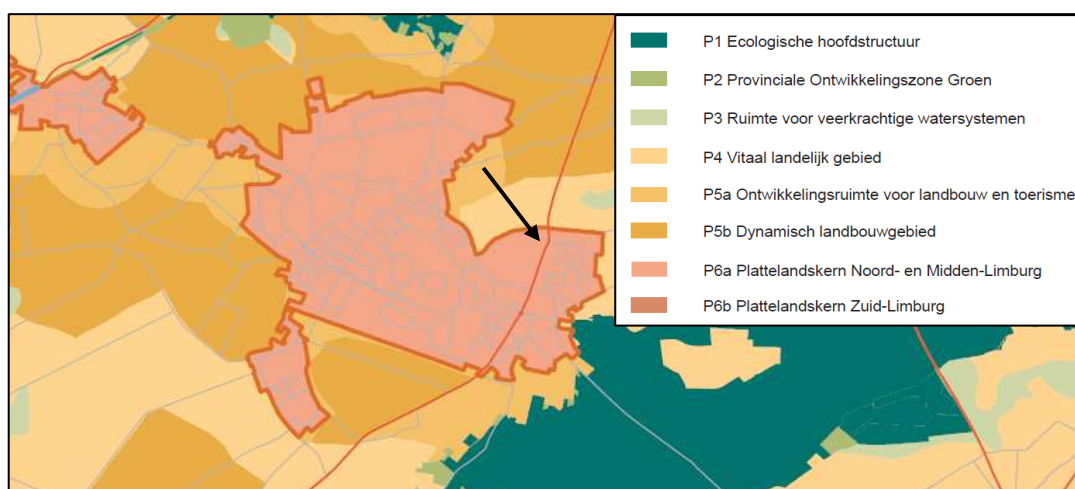 P1 Ecologische hoofdstructuur
P2 Provinciale Ontwikkelingszone Groen
P3 Ruimte voor veerkrachtige watersystemen
P4 Vitaal landelijk gebied
P5a Ontwikkelingsruimte voor landbouw en toerisme
P5b Dynamisch landbouwgebied
P6a Plattelandskern Noord- en Midden-Limburg
P6b Plattelandskern Zuid-Limburg